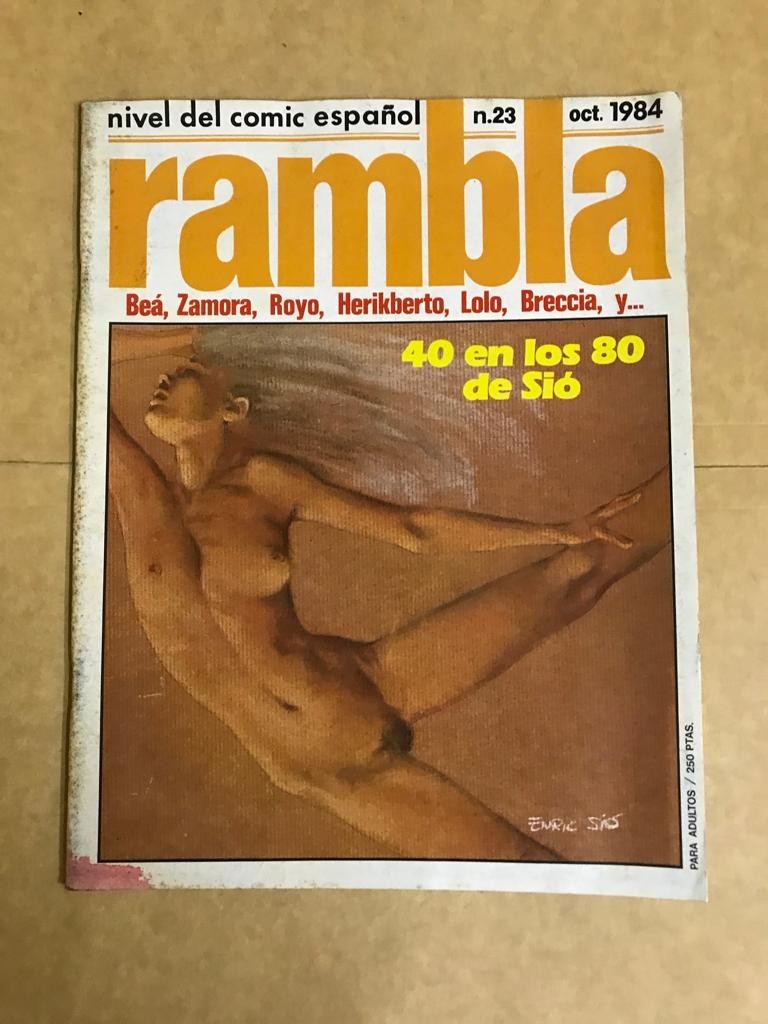 nivel del comic español n.23 oct. 1984
rambla
Beá, Zamora, Royo, Herikberto, Lolo, Breccia, y...
40 en los 80
de Sió
ENRIC SIÓ
PARA ADULTOS / 250 PTAS.